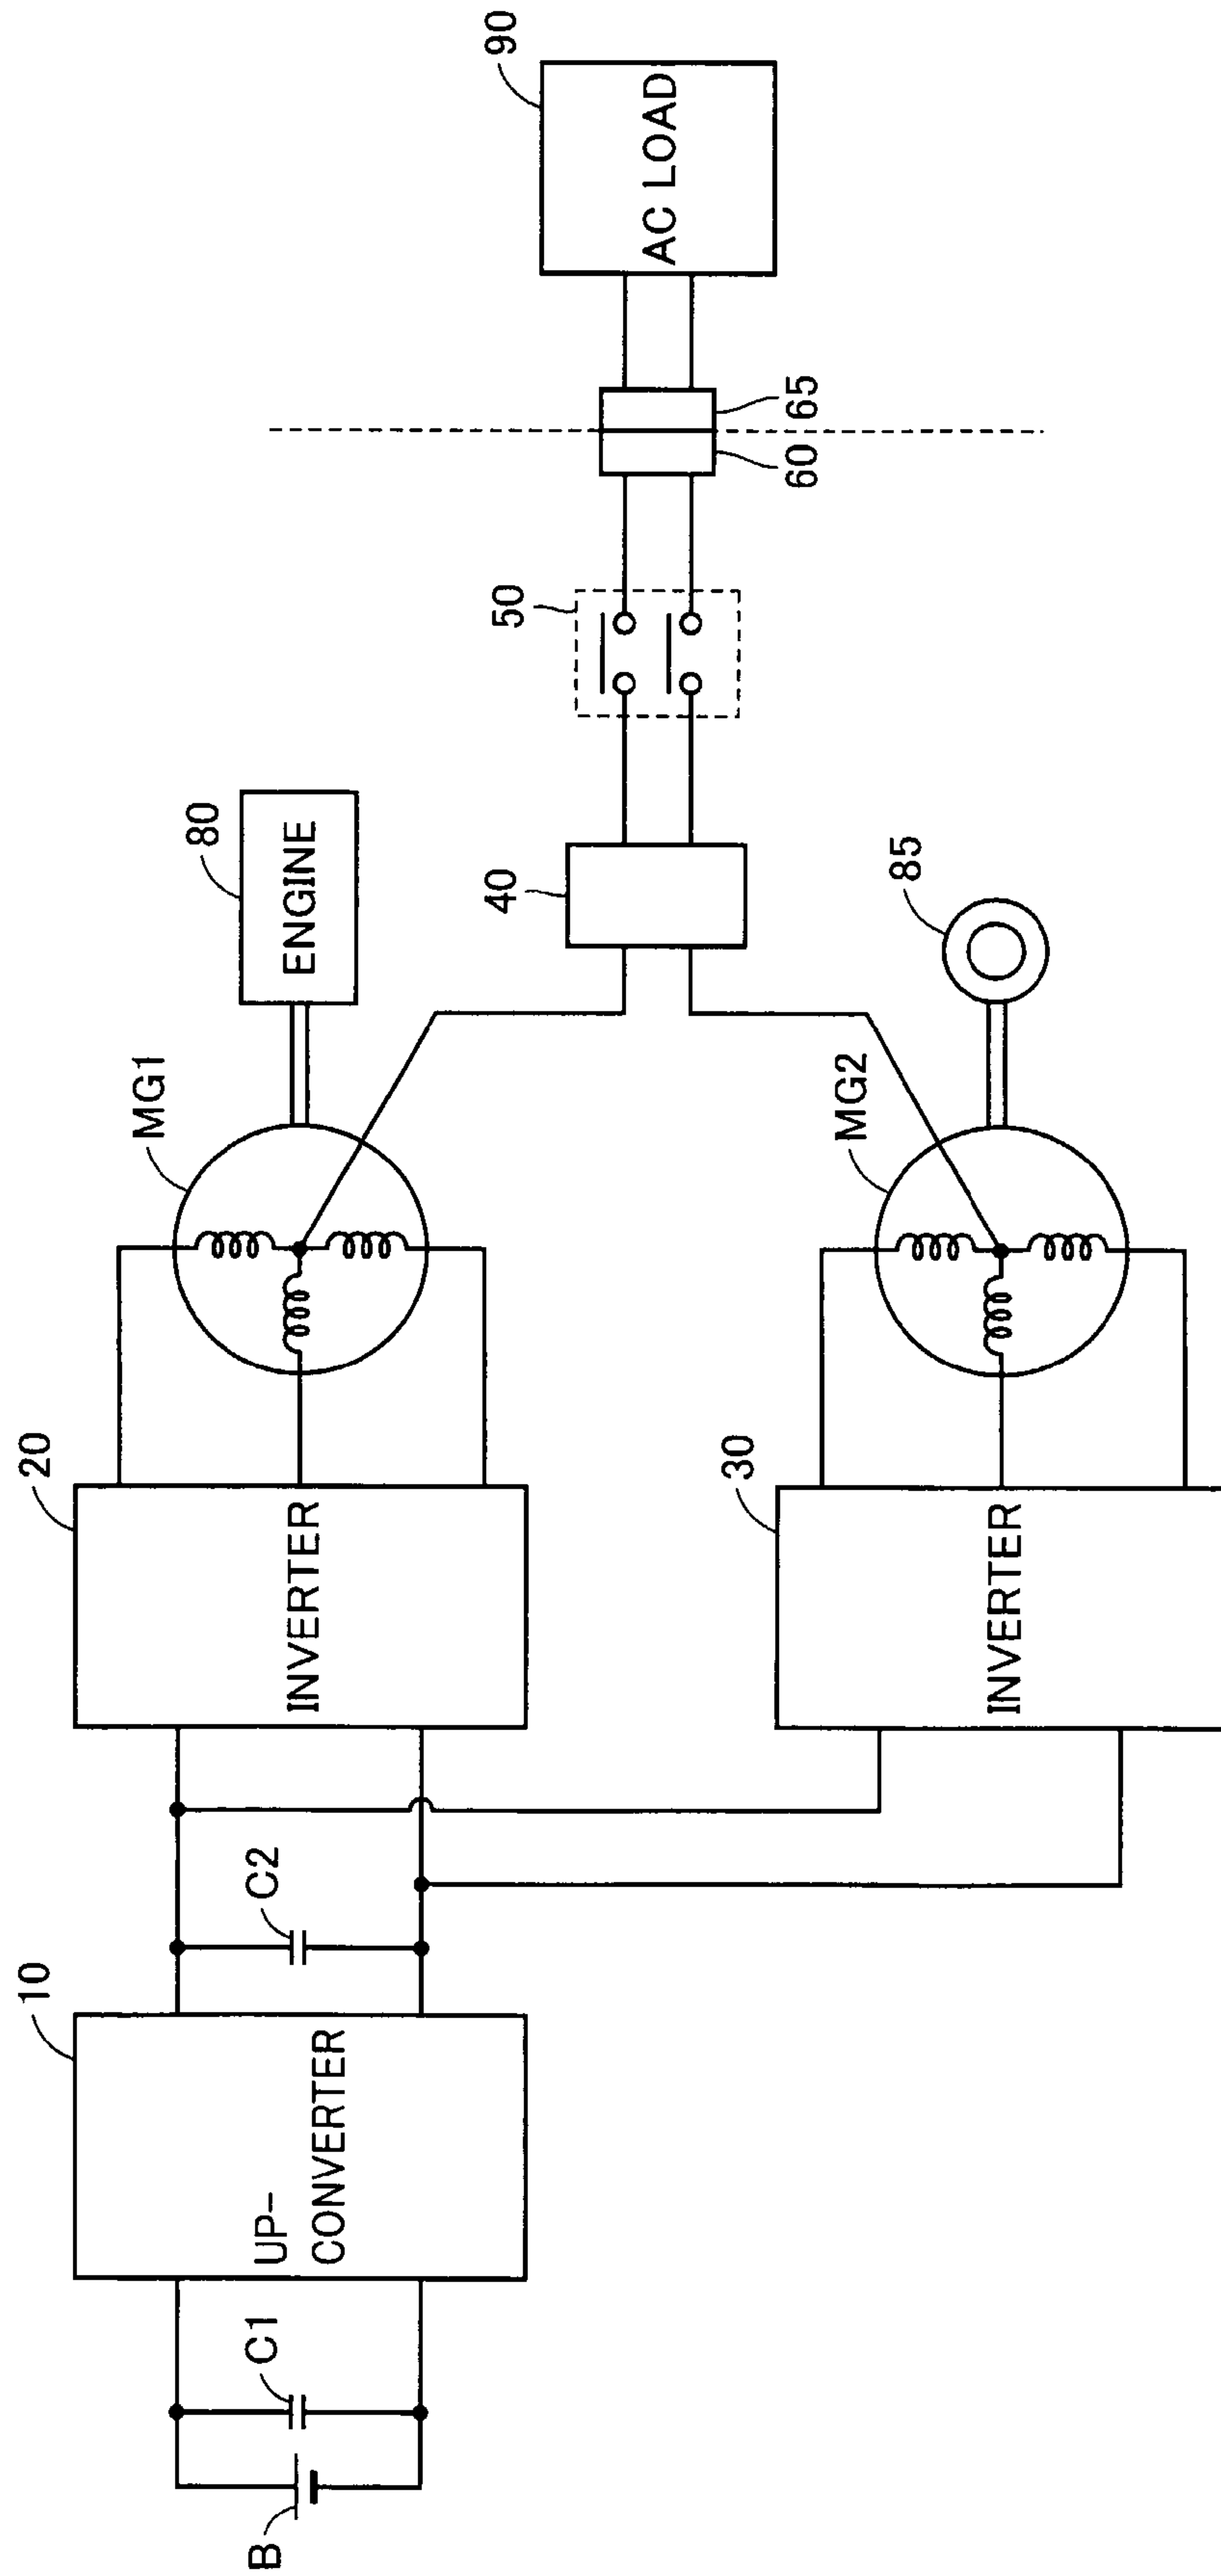 10
20
MG1
80
ENGINE
B
C1
UP-
CONVERTER
C2
INVERTER
40
50
60
65
90
AC LOAD
30
INVERTER
MG2
85